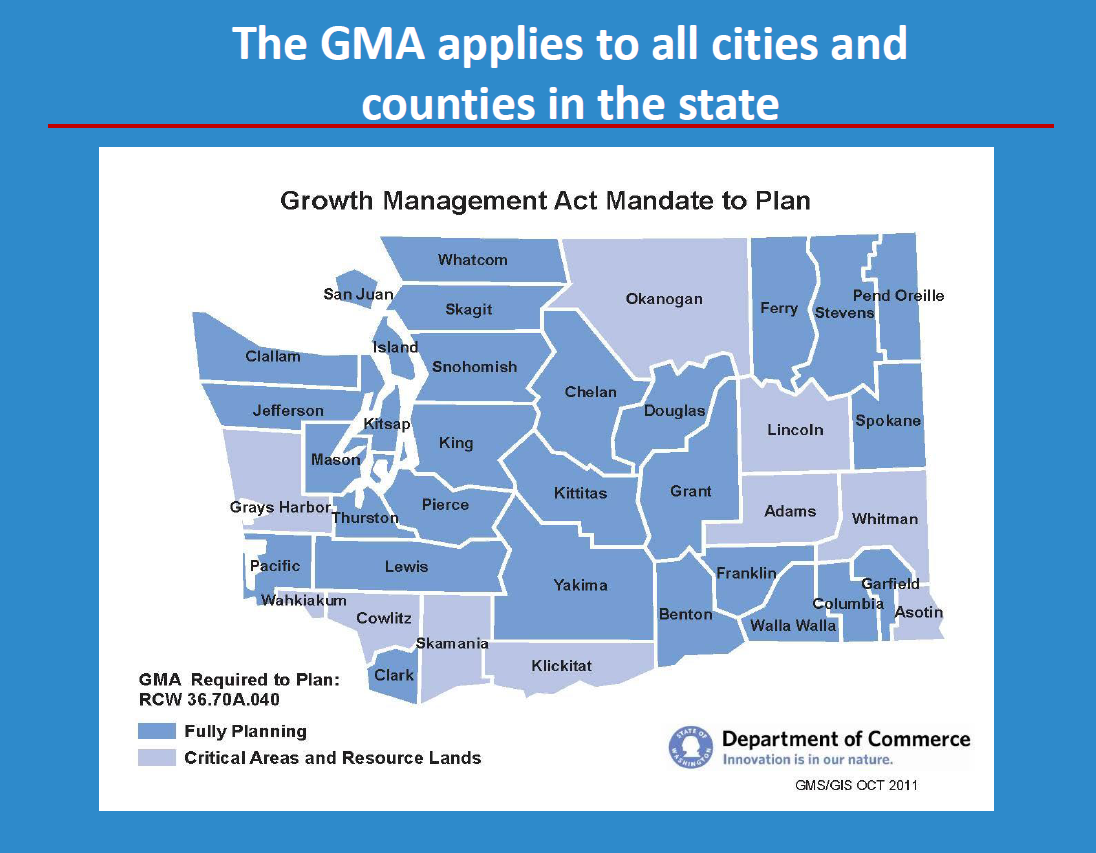 The GMA applies to all cities and
counties in the state
Growth Management Act Mandate to Plan
Whatcom
San Juan
Okanogan
Pend Oreille
Skagit
Ferry
Stevens
Island
Clallam
Snohomish
Chelan
Jefferson
Douglas
Kitsap
Lincoln
Spokane
King
Mason
Kittitas
Grant
Grays Harbor
Thurston
Pierce
Adams
Whitman
Pacific
Lewis
Yakima
Franklin
Garfield
Wahkiakum
Columbia
Cowlitz
Benton
Asotin
Walla Walla
Skamania
Klickitat
Clark
GMA Required to Plan:
RCW 36.70A.040
Fully Planning
Critical Areas and Resource Lands
STATE OF
WASHINGTON
Department of Commerce
Innovation is in our nature.
GMS/GIS OCT 2011